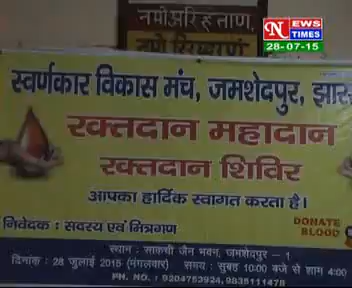 नमो अरिहंताणं,
NEWS
TIMES
28-07-15
नमो सिद्धाणं
स्वर्णकार विकास मंच, जमशेदपुर, झार
रक्तदान महादान
रक्तदान शिविर
आपका हार्दिक स्वागत करता है।
निवेदक : सदस्य एवं मित्रगण
DONATE
BLOOD
स्थान : साकची जैन भवन, जमशेदपुर - 1
दिनांक : 28 जुलाई 2015 (मंगलवार) समय : सुबह 10:00 बजे से शाम 4:
PH. NO. : 9204753924, 9835111478